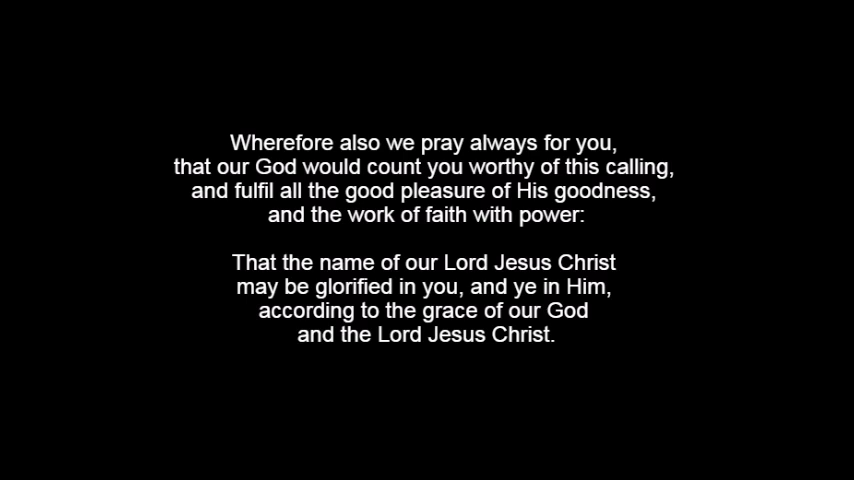 Wherefore also we pray always for you,
that our God would count you worthy of this calling,
and fulfil all the good pleasure of His goodness,
and the work of faith with power:
That the name of our Lord Jesus Christ
may be glorified in you, and ye in Him,
according to the grace of our God
and the Lord Jesus Christ.